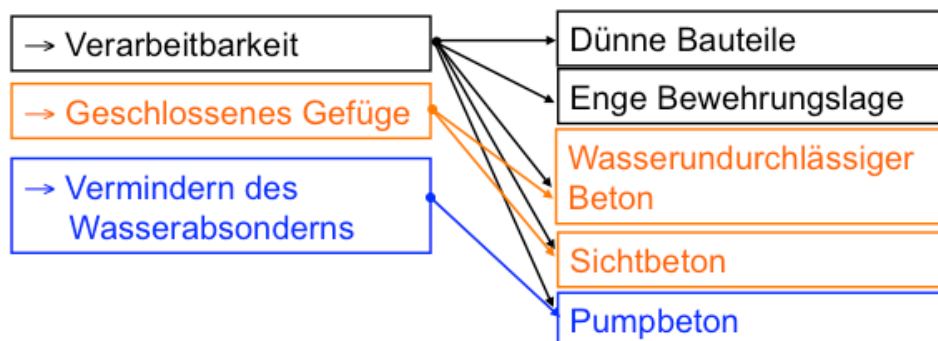 → Verarbeitbarkeit
→ Geschlossenes Gefüge
→ Vermindern des
Wasserabsonderns
Dünne Bauteile
Enge Bewehrungslage
Wasserundurchlässiger
Beton
Sichtbeton
Pumpbeton